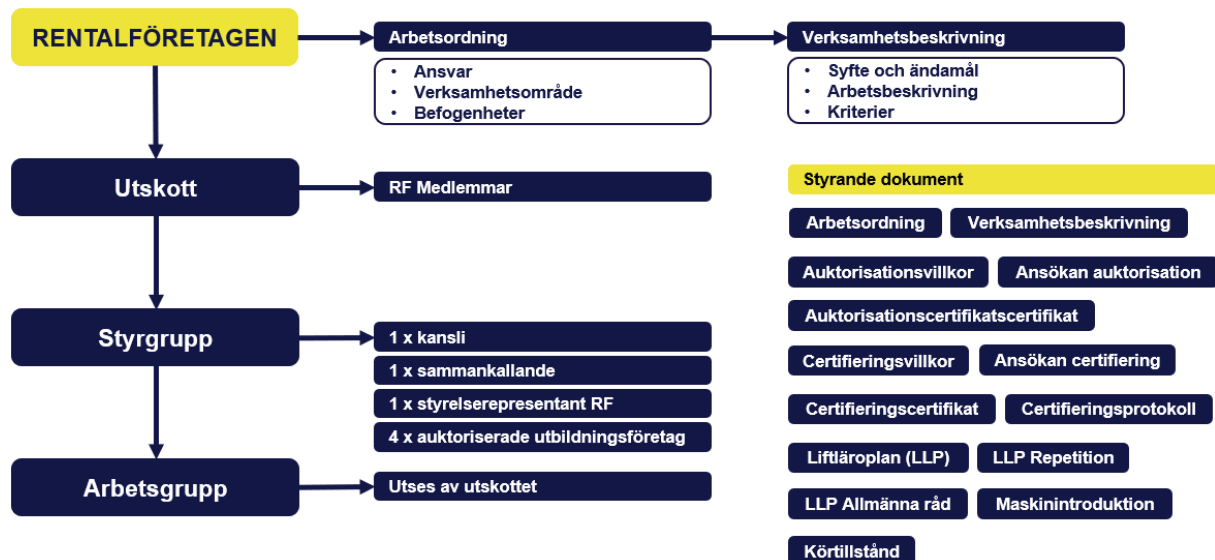 RENTALFÖRETAGEN
Arbetsordning
Verksamhetsbeskrivning
• Ansvar
• Verksamhetsområde
• Befogenheter
• Syfte och ändamål
• Arbetsbeskrivning
• Kriterier
Utskott
RF Medlemmar
Styrgrupp
1 x kansli
1 x sammankallande
1 x styrelserepresentant RF
4 x auktoriserade utbildningsföretag
Arbetsgrupp
Utses av utskottet
Styrande dokument
Arbetsordning
Verksamhetsbeskrivning
Auktorisationsvillkor
Ansökan auktorisation
Auktorisationscertifikatscertifikat
Certifieringsvillkor
Ansökan certifiering
Certifieringscertifikat
Certifieringsprotokoll
Liftläroplan (LLP)
LLP Repetition
LLP Allmänna råd
Maskinintroduktion
Körtillstånd